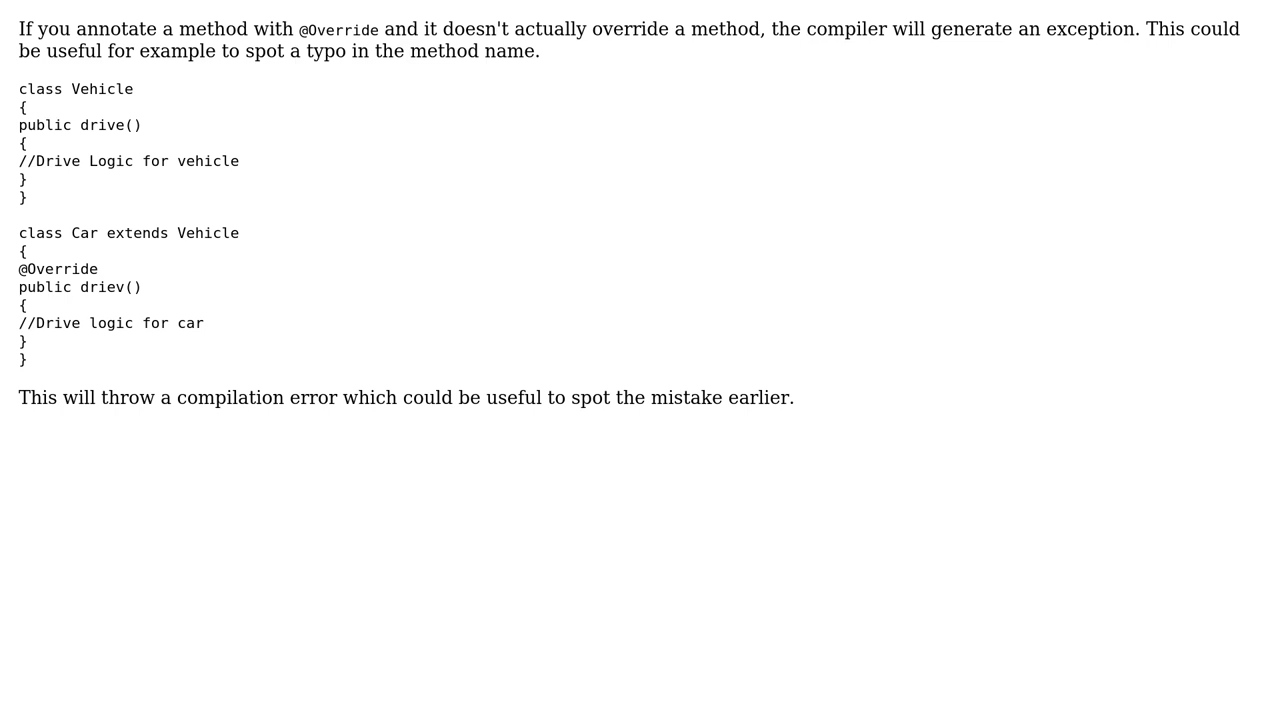 If you annotate a method with @Override and it doesn't actually override a method, the compiler will generate an exception. This could
be useful for example to spot a typo in the method name.
class Vehicle
{
public drive()
{
//Drive Logic for vehicle
}
}
class Car extends Vehicle
{
@Override
public driev()
{
//Drive logic for car
}
}
This will throw a compilation error which could be useful to spot the mistake earlier.